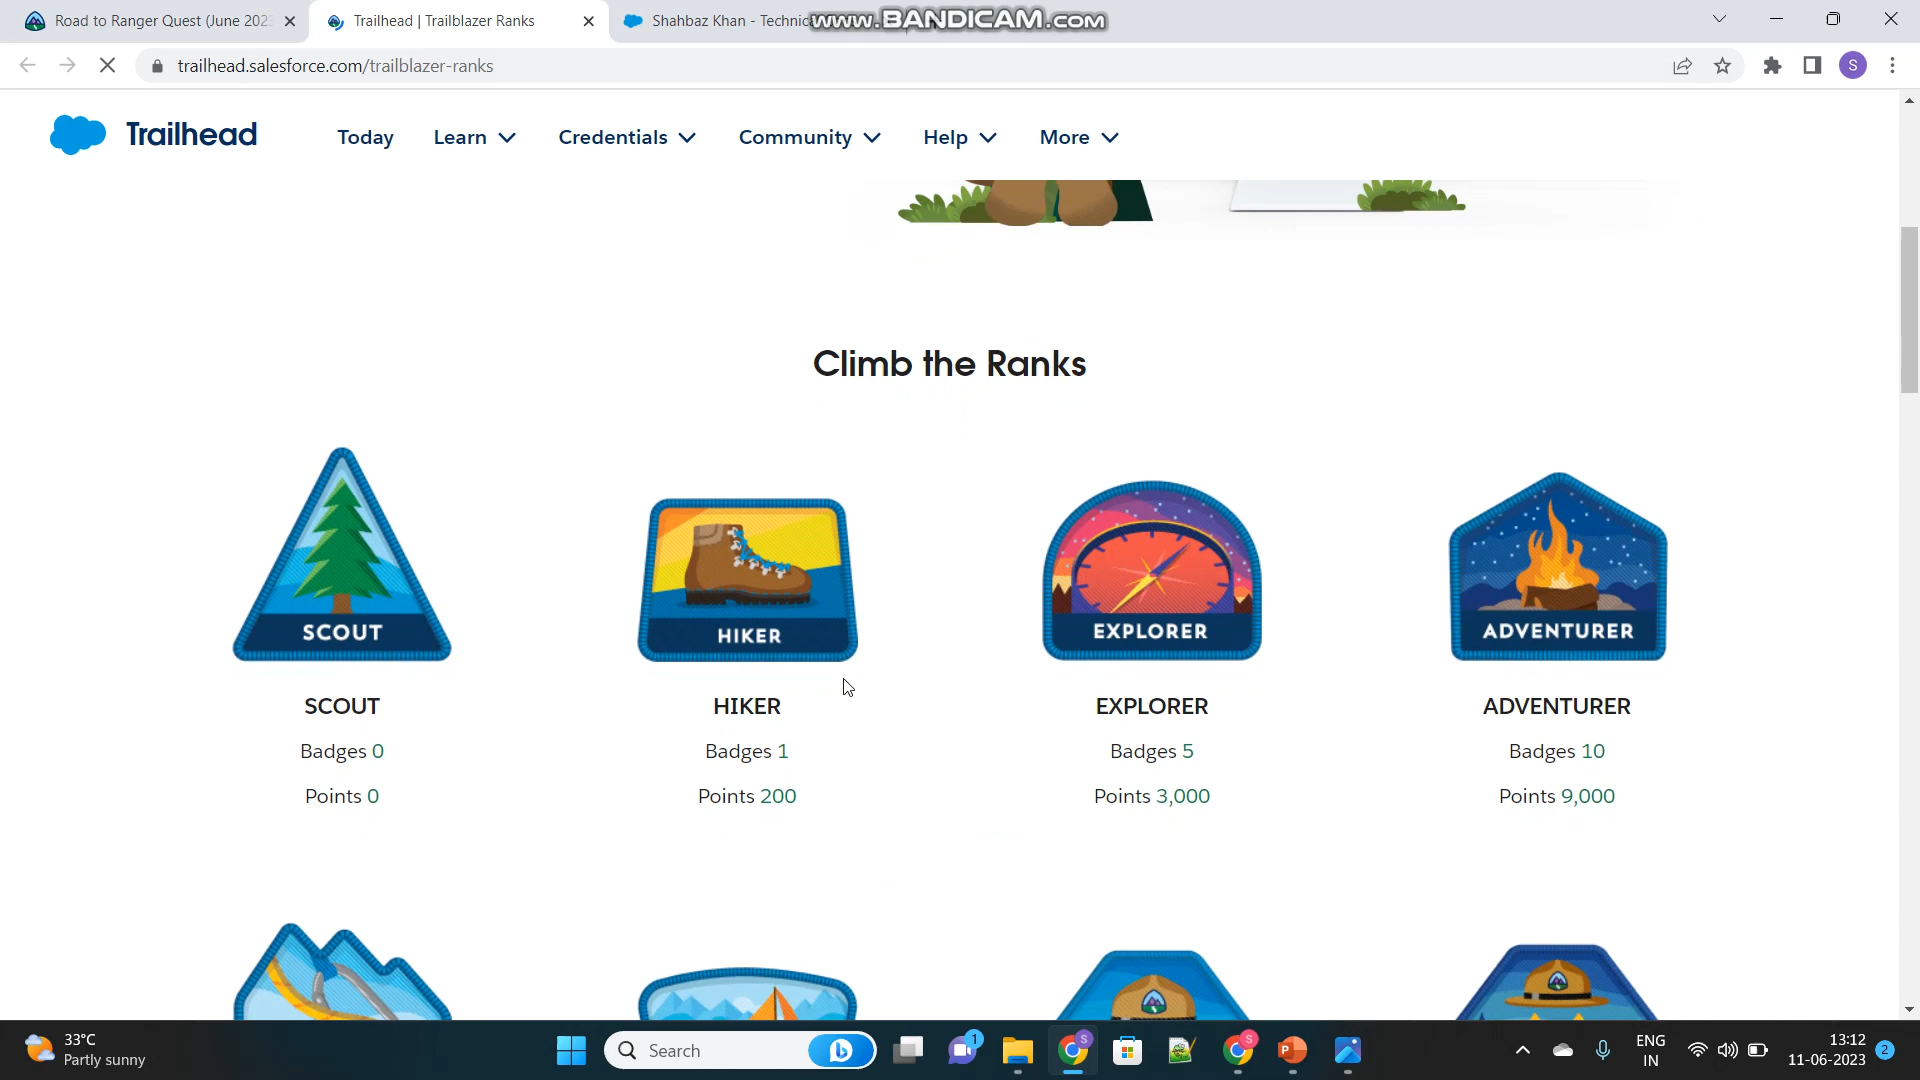 Road to Ranger Quest (June 202
Trailhead | Trailblazer Ranks
Shahbaz Khan - Technic
www.BANDICAM.com
trailhead.salesforce.com/trailblazer-ranks
S
Trailhead
Today
Learn
Credentials
Community
Help
More
Climb the Ranks
SCOUT
HIKER
EXPLORER
ADVENTURER
SCOUT
HIKER
EXPLORER
ADVENTURER
Badges 0
Badges 1
Badges 5
Badges 10
Points 0
Points 200
Points 3,000
Points 9,000
33°C
Partly sunny
Search
1
S
S
ENG
IN
13:12
11-06-2023
2